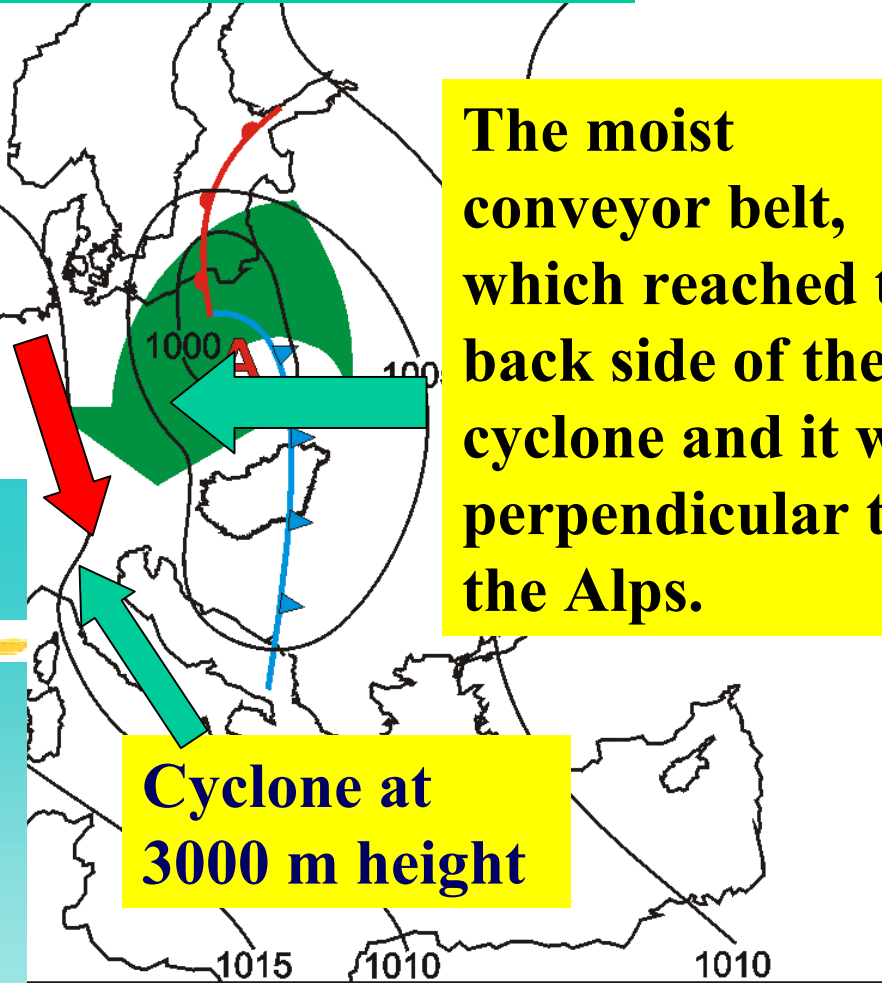 The moist
conveyor belt,
which reached t
back side of the
cyclone and it w
perpendicular t
the Alps.
1000
A
100
Cyclone at
3000 m height
1015
1010
1010